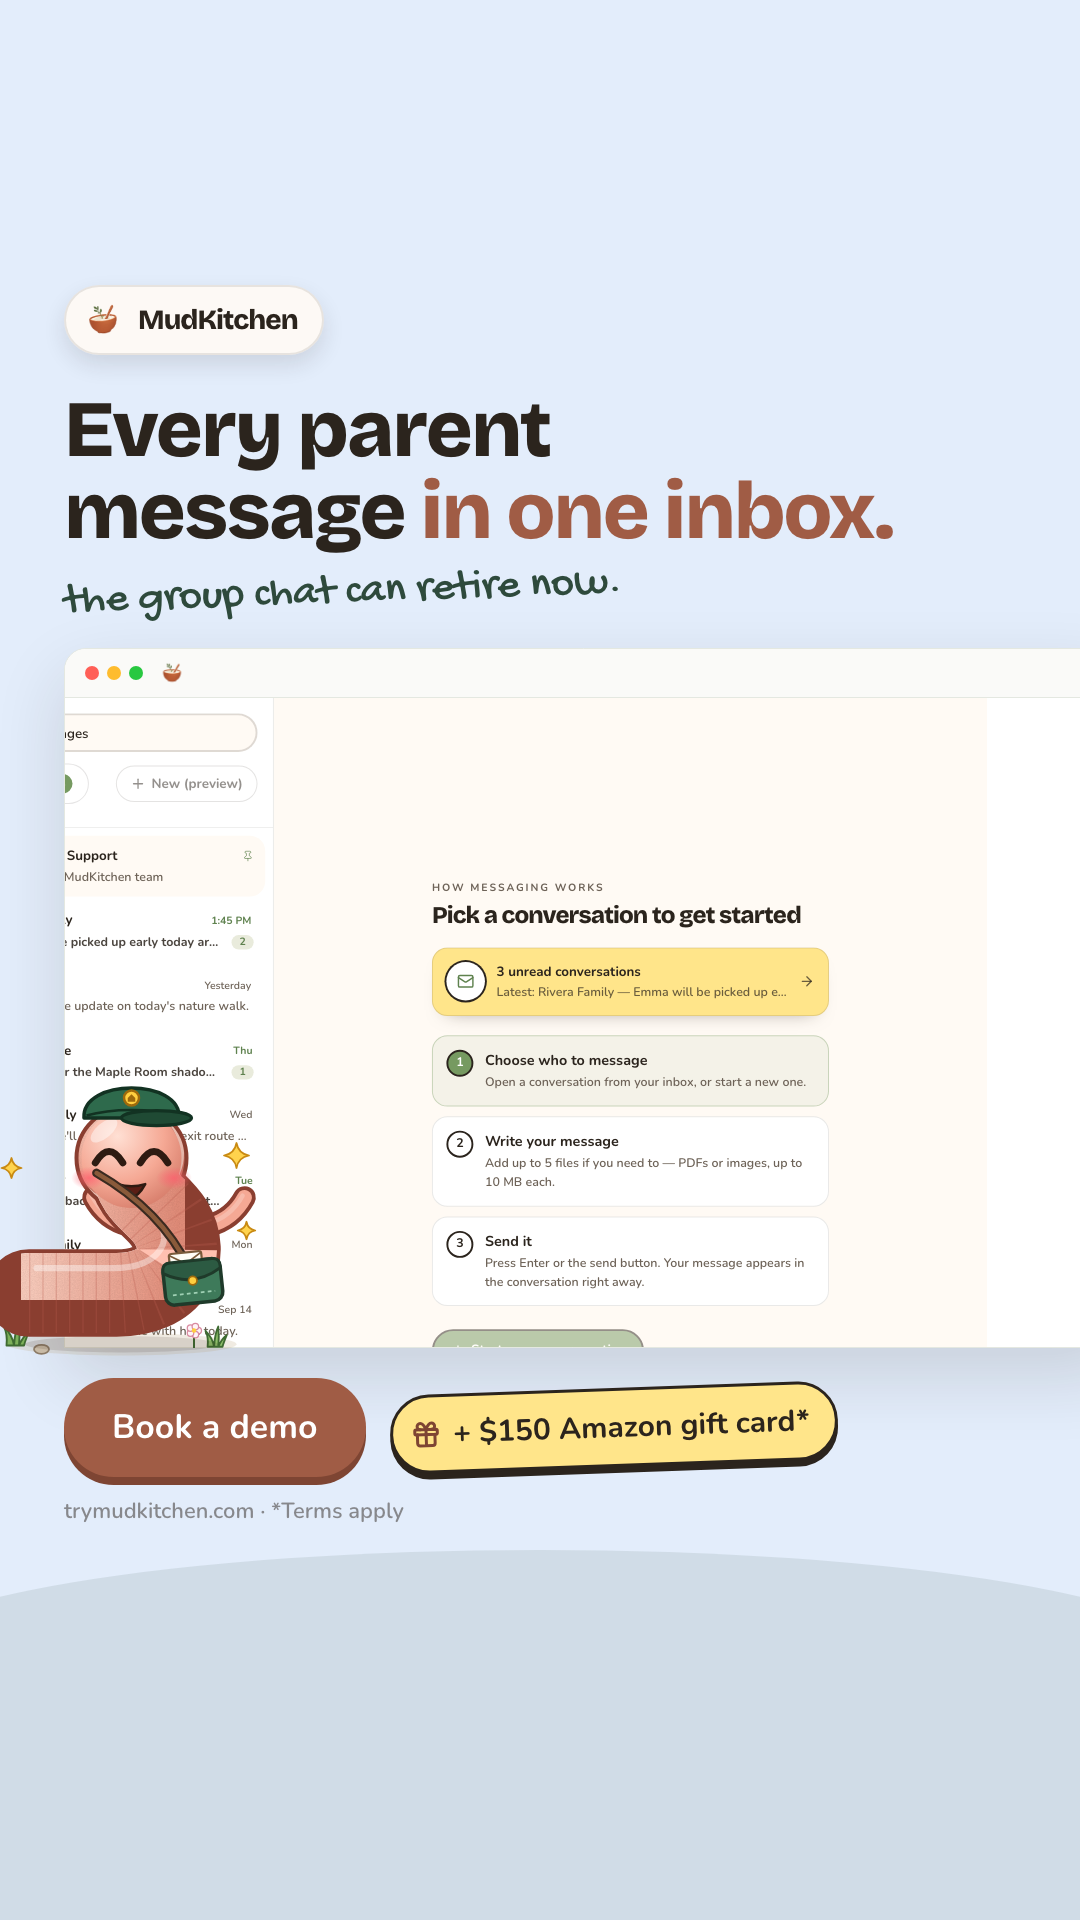 MudKitchen
Every parent
message in one inbox.
the group chat can retire now.
New (preview)
Support
MudKitchen team
1:45 PM
picked up early today ar...
2
Yesterday
update on today's nature walk.
Thu
r the Maple Room shado...
1
Wed
exit route ...
Tue
Mon
Sep 14
with today.
HOW MESSAGING WORKS
Pick a conversation to get started
3 unread conversations
Latest: Rivera Family — Emma will be picked up e...
1
Choose who to message
Open a conversation from your inbox, or start a new one.
2
Write your message
Add up to 5 files if you need to — PDFs or images, up to
10 MB each.
3
Send it
Press Enter or the send button. Your message appears in
the conversation right away.
Book a demo
+ $150 Amazon gift card*
trymudkitchen.com · *Terms apply